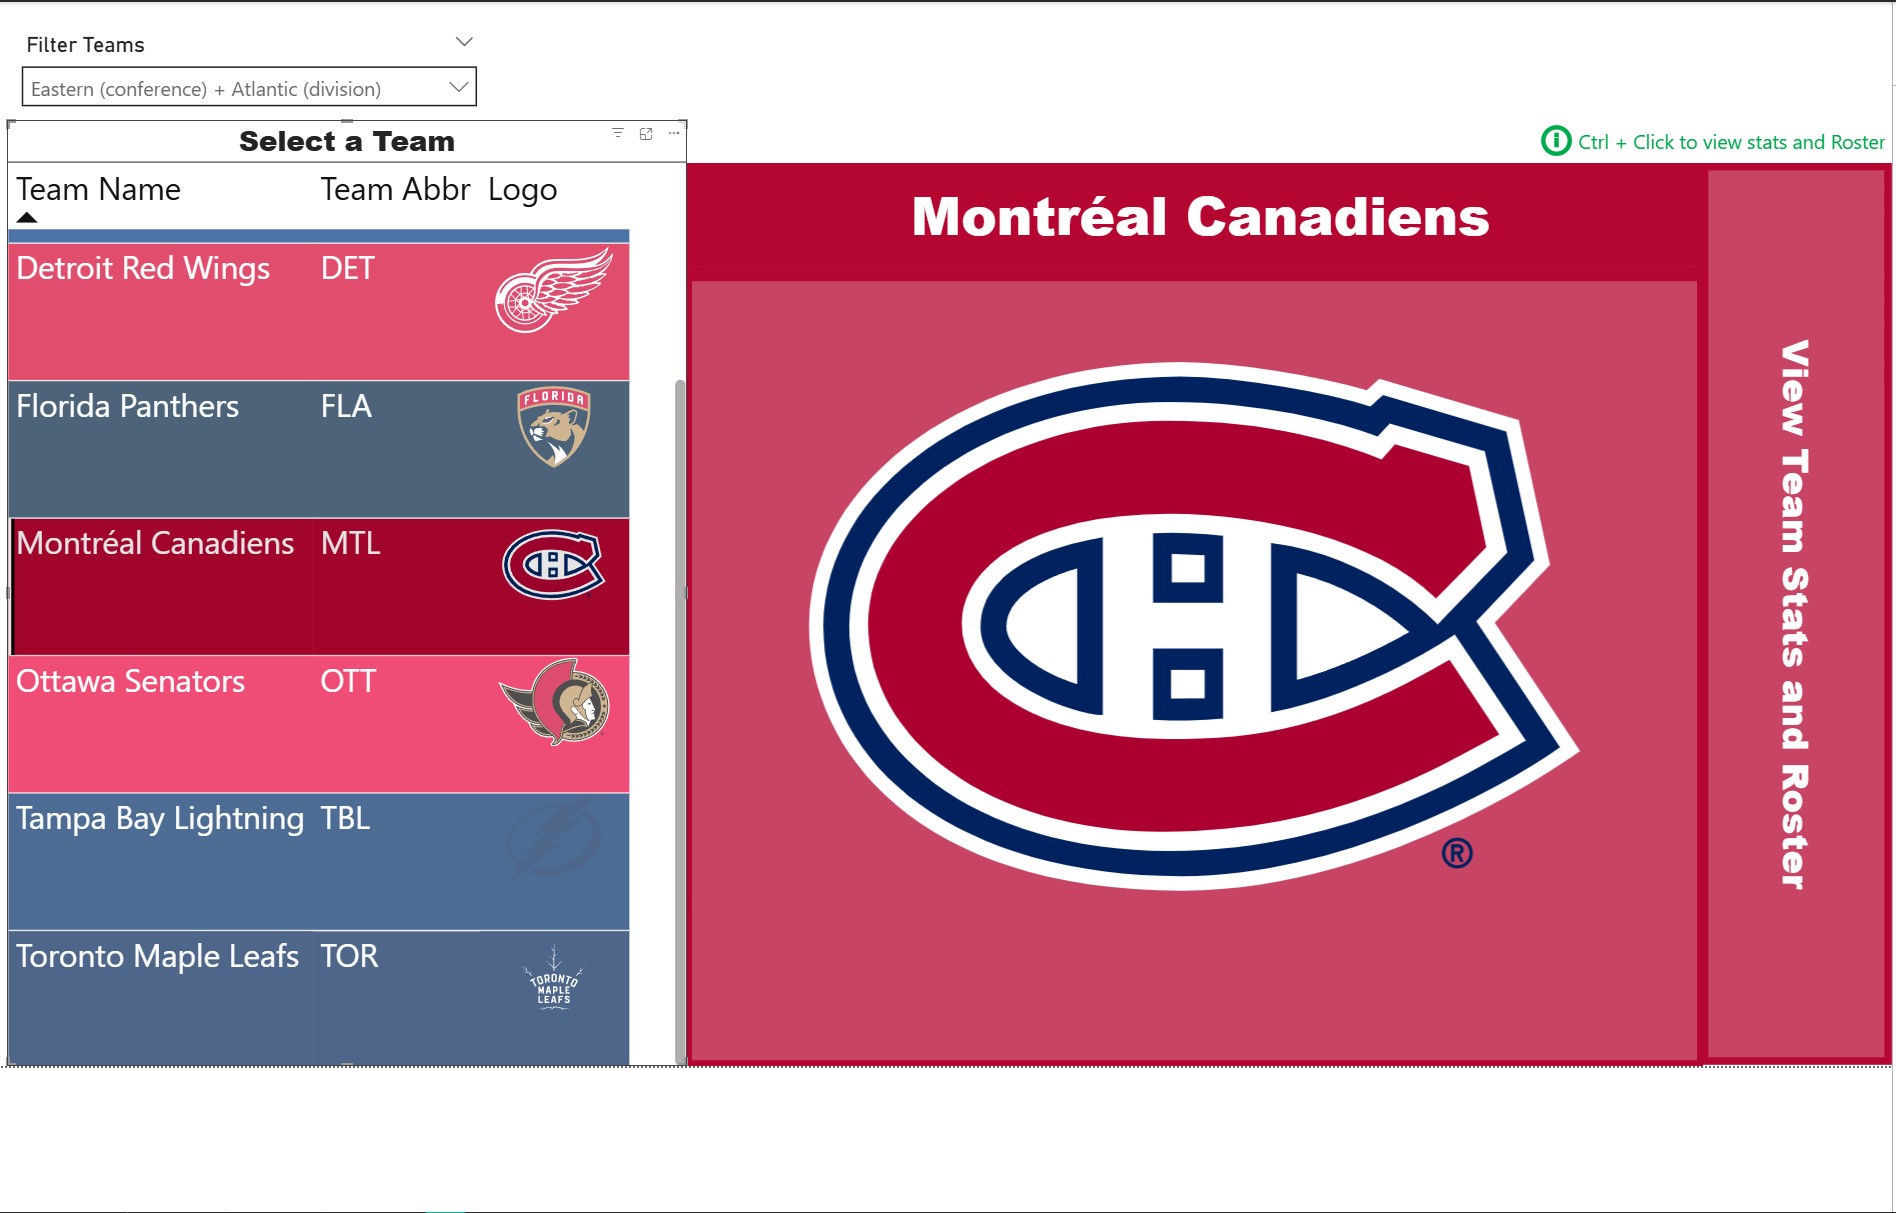 Filter Teams
Eastern (conference) + Atlantic (division)
Select a Team
Ctrl + Click to view stats and Roster
Team Name Team Abbr Logo
Detroit Red Wings DET
Florida Panthers FLA
FLORIDA
Montréal Canadiens MTL
Ottawa Senators OTT
Tampa Bay Lightning TBL
Toronto Maple Leafs TOR
TORONTO
MAPLE
LEAFS
Montréal Canadiens
®
View Team Stats and Roster